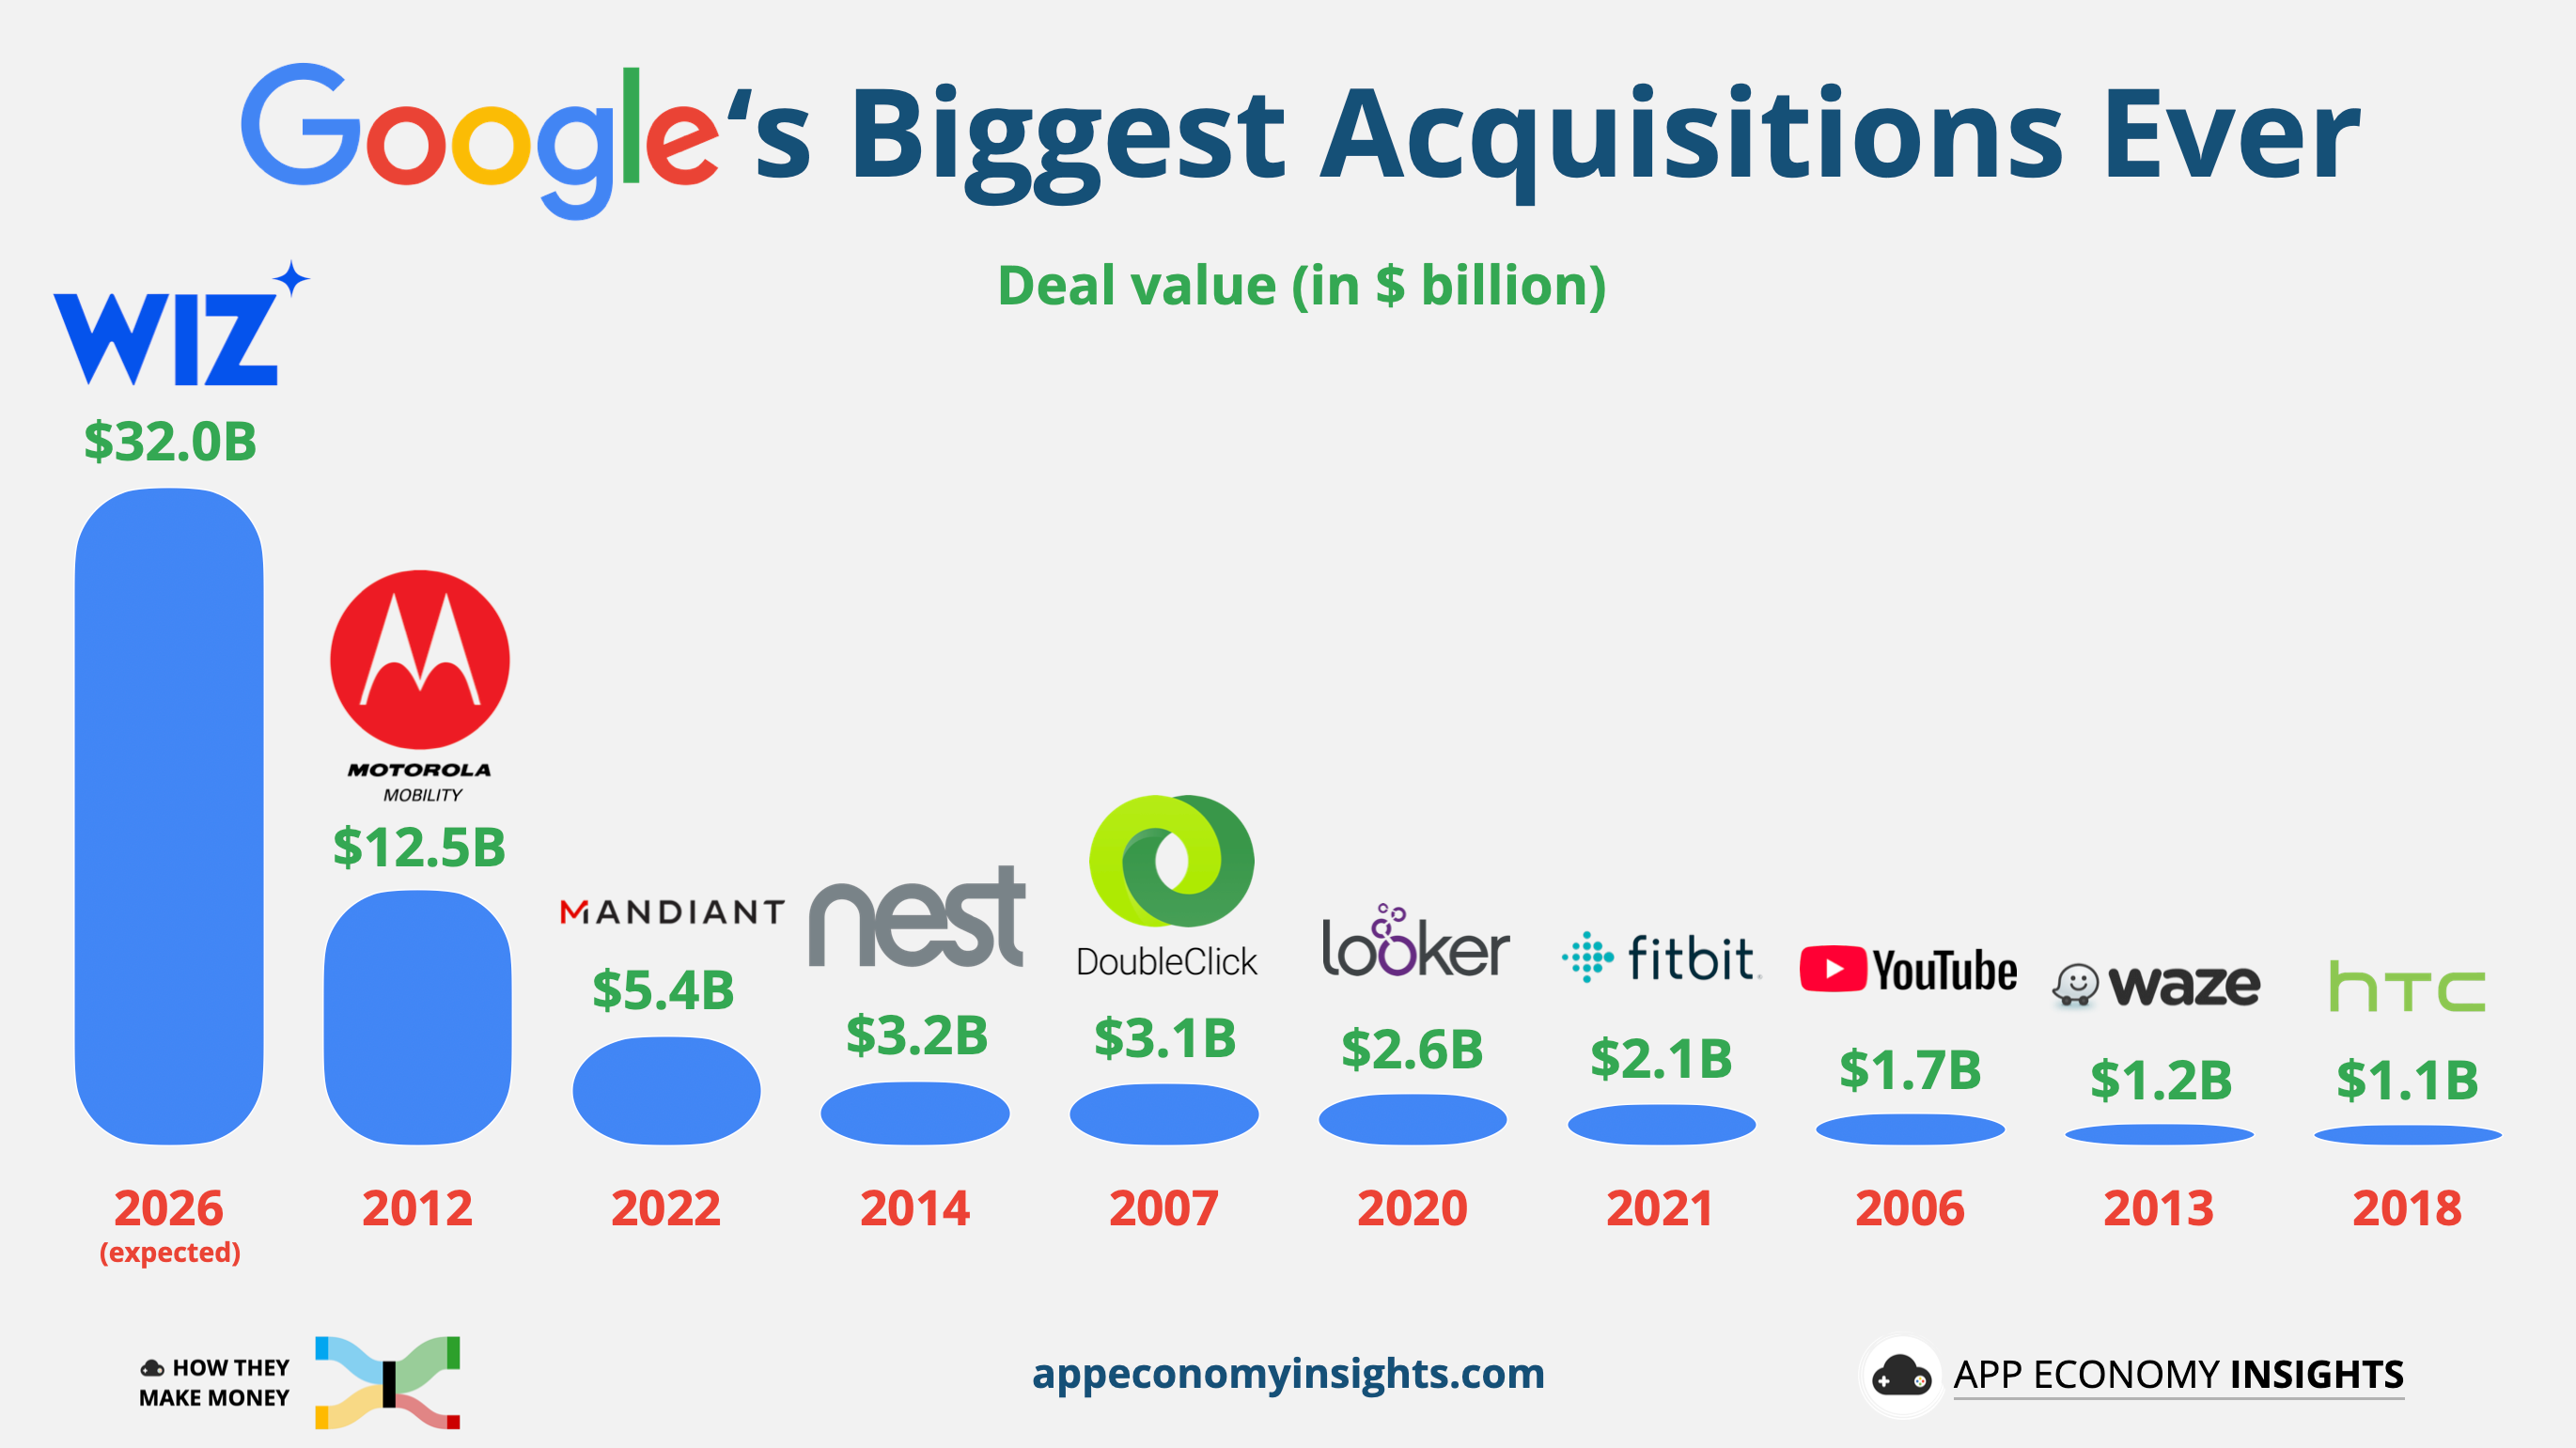 Google‘s Biggest Acquisitions Ever
Deal value (in $ billion)
WIZ
$32.0B
MOTOROLA
MOBILITY
$12.5B
MANDIANT
$5.4B
nest
$3.2B
DoubleClick
$3.1B
looker
$2.6B
fitbit
$2.1B
YouTube
$1.7B
waze
$1.2B
hTC
$1.1B
2026
(expected)
2012
2022
2014
2007
2020
2021
2006
2013
2018
HOW THEY
MAKE MONEY
appeconomyinsights.com
APP ECONOMY INSIGHTS